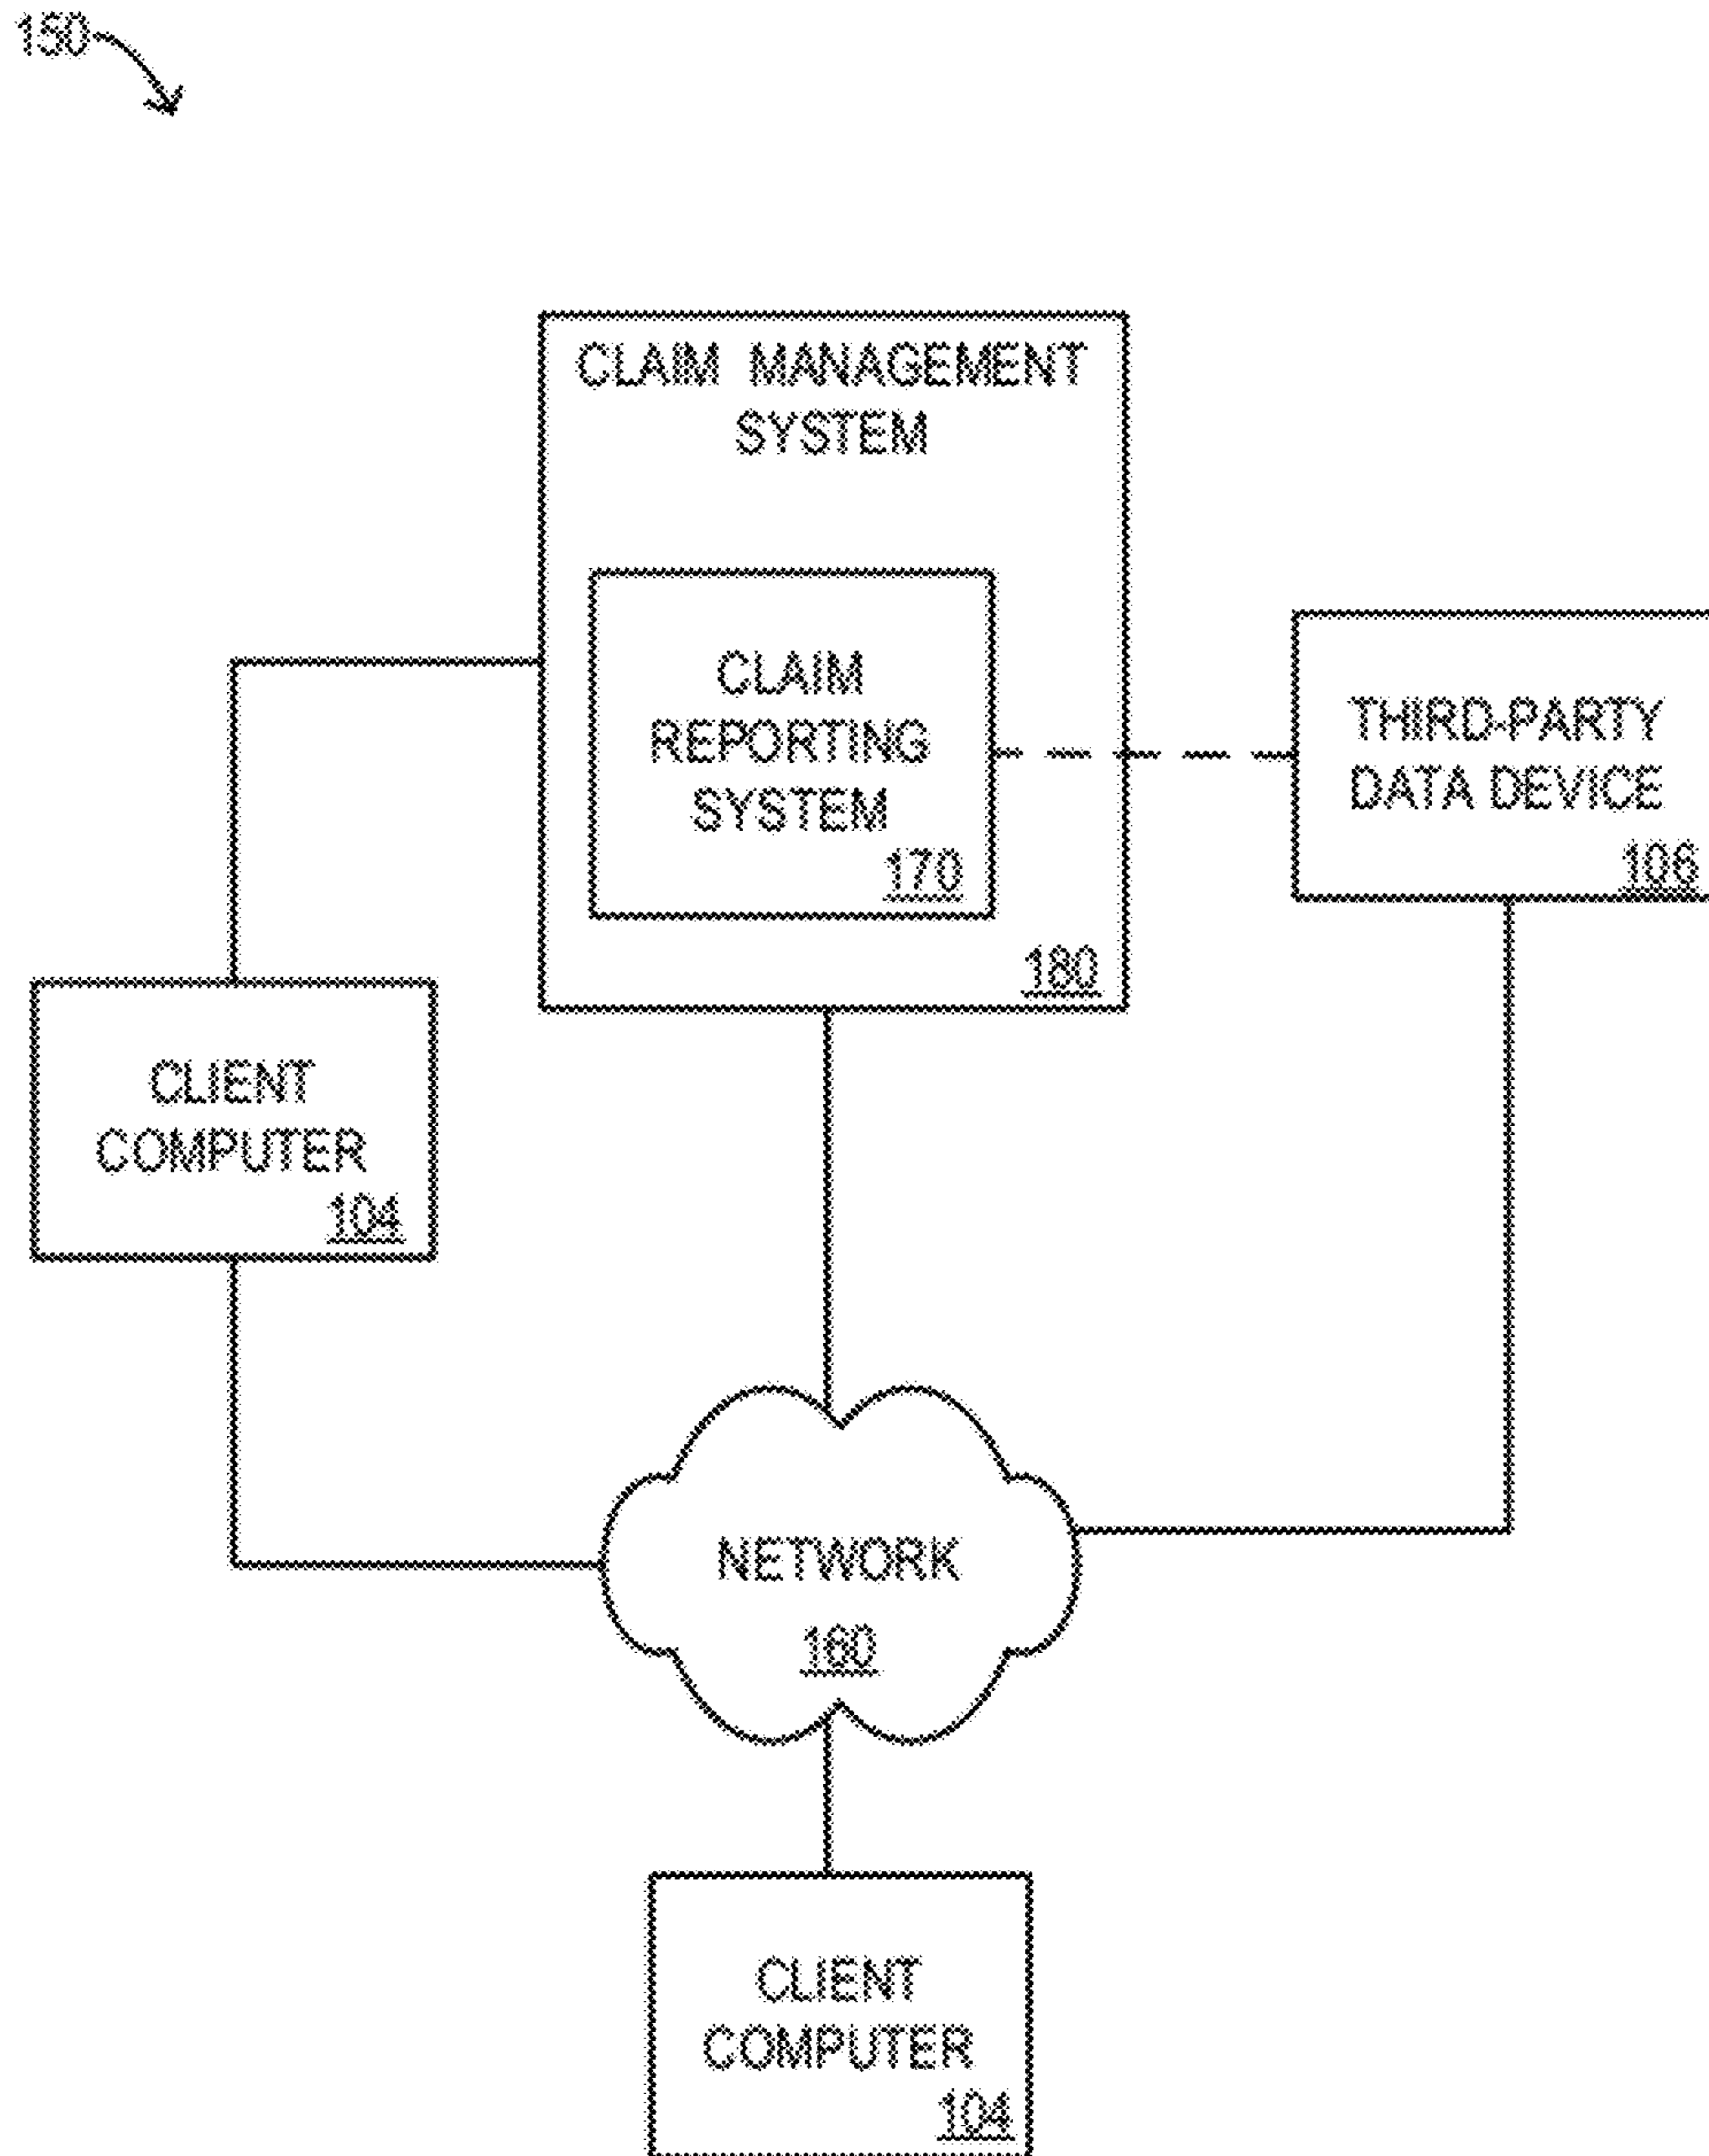 150
CLAIM MANAGEMENT
SYSTEM
CLAIM
REPORTING
SYSTEM
170
180
THIRD-PARTY
DATA DEVICE
106
CLIENT
COMPUTER
104
NETWORK
160
CLIENT
COMPUTER
104